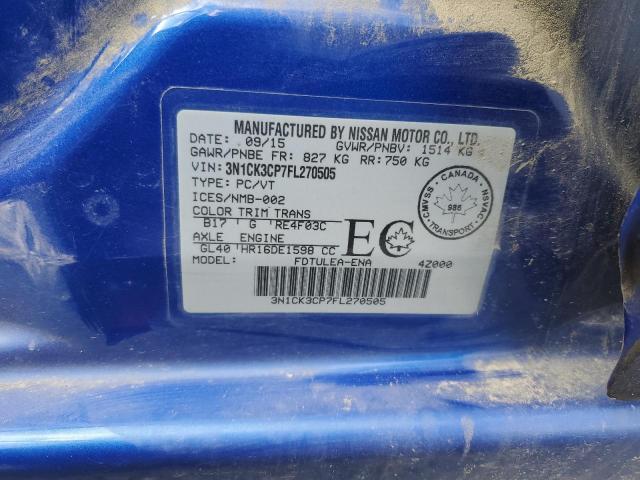 MANUFACTURED BY NISSAN MOTOR CO., LTD.
DATE: 09/15 GVWR/PNBV: 1514 KG
GAWR/PNBE FR: 827 KG RR: 750 KG
VIN: 3N1CK3CP7FL270505
TYPE: PC/VT
ICES/NMB-002
COLOR TRIM TRANS
B17 ' G 'RE4F03C
AXLE ENGINE
GL40 'HR16DE1598 CC
MODEL: FDTULEA-ENA 4Z000
3N1CK3CP7FL270505
EC
CANADA
CMVSS NSVAC
986
TRANSPORT